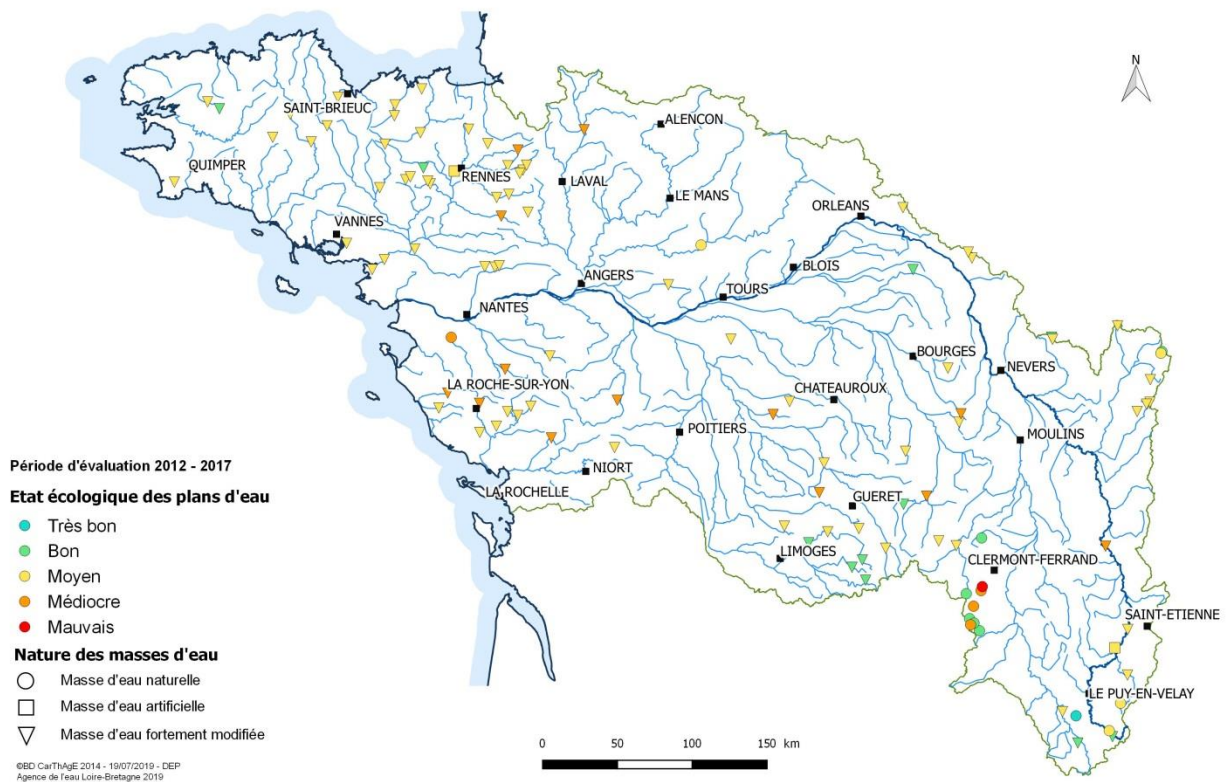 N
SAINT-BRIEUC
ALENCON
QUIMPER
RENNES
LAVAL
LE MANS
ORLEANS
VANNES
BLOIS
ANGERS
TOURS
NANTES
BOURGES
NEVERS
LA ROCHE-SUR-YON
CHATEAUROUX
POITIERS
MOULINS
Période d'évaluation 2012 - 2017
NIORT
LA ROCHELLE
Etat écologique des plans d'eau
GUERET
Très bon
Bon
LIMOGES
CLERMONT-FERRAND
Moyen
Médiocre
SAINT-ETIENNE
Mauvais
Nature des masses d'eau
Masse d'eau naturelle
LE PUY-EN-VELAY
Masse d'eau artificielle
Masse d'eau fortement modifiée
0 50 100 150 km
©BD CarThAgE 2014 - 19/07/2019 - DEP
Agence de l'eau Loire-Bretagne 2019